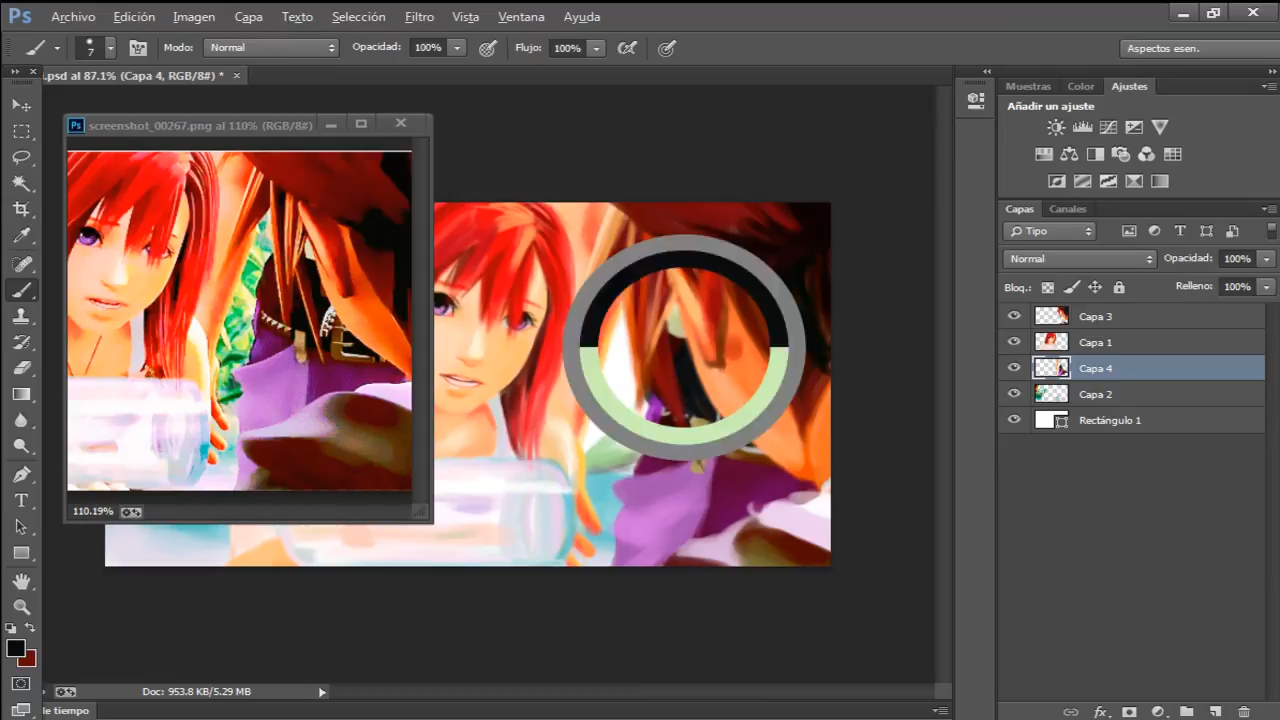 Ps Archivo Edición Imagen Capa Texto Selección Filtro Vista Ventana Ayuda
7 Modo: Normal Opacidad: 100% Flujo: 100% Aspectos esen.
.psd al 87.1% (Capa 4, RGB/8#) *
Muestras Color Ajustes
Añadir un ajuste
Ps screenshot_00267.png al 110% (RGB/8#)
Capas Canales
Tipo
Normal Opacidad: 100%
Bloq.: Relleno: 100%
Capa 3
Capa 1
Capa 4
Capa 2
Rectángulo 1
110.19%
Doc: 953.8 KB/5.29 MB
de tiempo